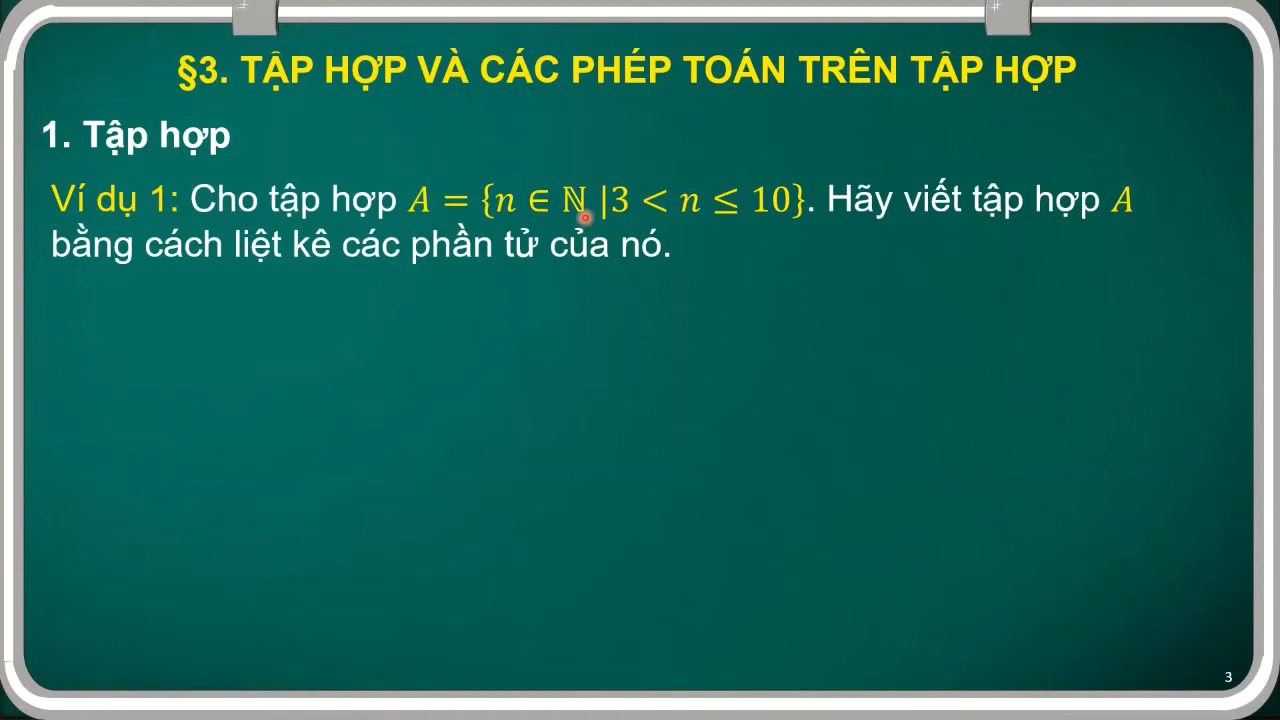 §3. TẬP HỢP VÀ CÁC PHÉP TOÁN TRÊN TẬP HỢP
1. Tập hợp
Ví dụ 1: Cho tập hợp 𝐴 = {𝑛 ∈ ℕ |3 < 𝑛 ≤ 10}. Hãy viết tập hợp 𝐴
bằng cách liệt kê các phần tử của nó.
3